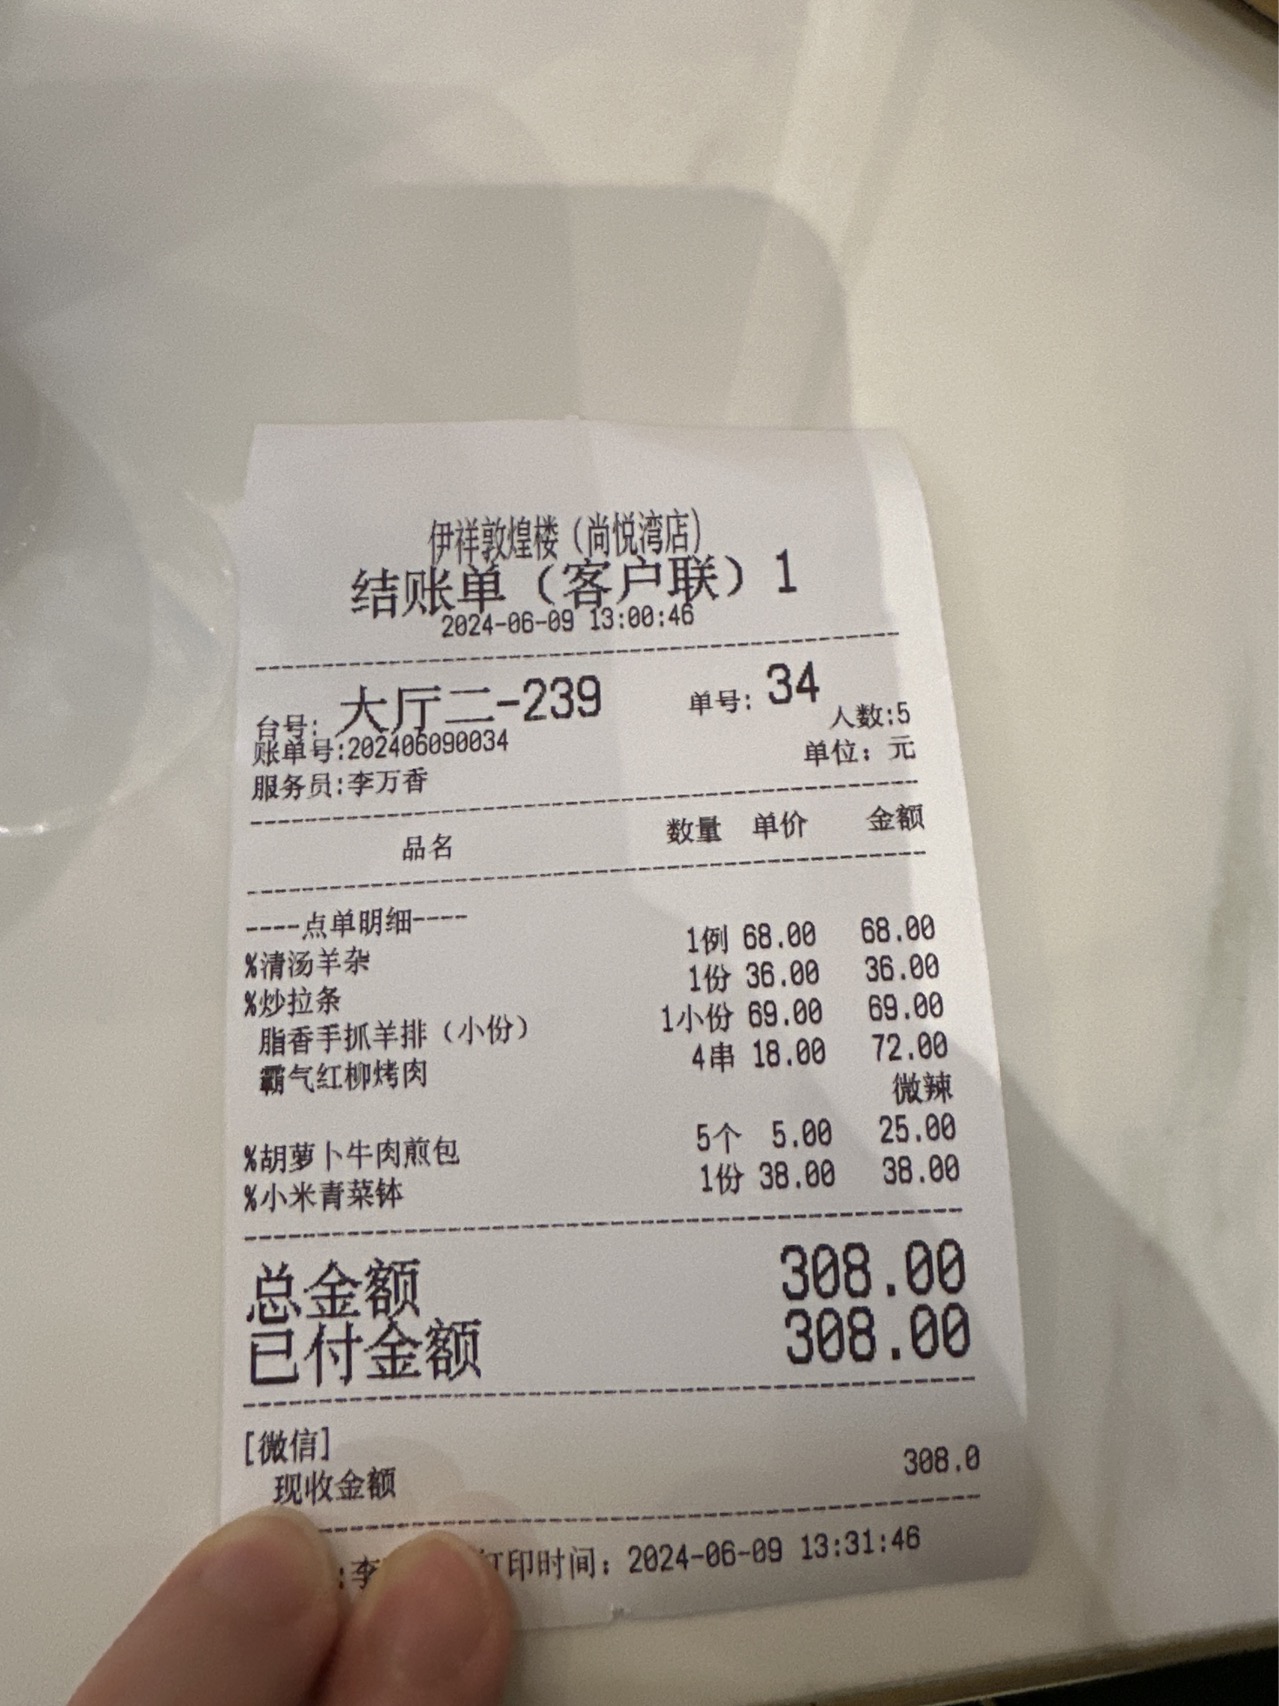 伊祥敦煌楼（尚悦湾店）
结账单（客户联）1
2024-06-09 13:00:46
台号: 大厅二-239 单号: 34
账单号:202406090034 人数:5
服务员:李万香 单位：元
品名 数量 单价 金额
----点单明细----
%清汤羊杂 1例 68.00 68.00
%炒拉条 1份 36.00 36.00
脂香手抓羊排（小份） 1小份 69.00 69.00
霸气红柳烤肉 4串 18.00 72.00
微辣
%胡萝卜牛肉煎包 5个 5.00 25.00
%小米青菜钵 1份 38.00 38.00
总金额 308.00
已付金额 308.00
[微信]
现收金额 308.0
:李 印时间：2024-06-09 13:31:46